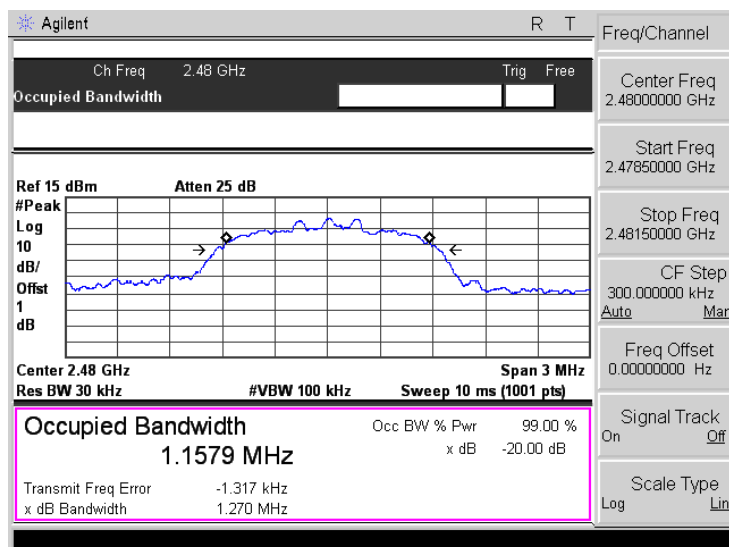 Agilent R T
Freq/Channel
Ch Freq 2.48 GHz Trig Free
Occupied Bandwidth
Center Freq
2.48000000 GHz
Start Freq
2.47850000 GHz
Stop Freq
2.48150000 GHz
CF Step
300.000000 kHz
Auto Man
Freq Offset
0.00000000 Hz
Signal Track
On Off
Scale Type
Log Lin
Ref 15 dBm Atten 25 dB
#Peak
Log
10
dB/
Offst
1
dB
Center 2.48 GHz Span 3 MHz
Res BW 30 kHz #VBW 100 kHz Sweep 10 ms (1001 pts)
Occupied Bandwidth
1.1579 MHz
Occ BW % Pwr 99.00 %
x dB -20.00 dB
Transmit Freq Error -1.317 kHz
x dB Bandwidth 1.270 MHz